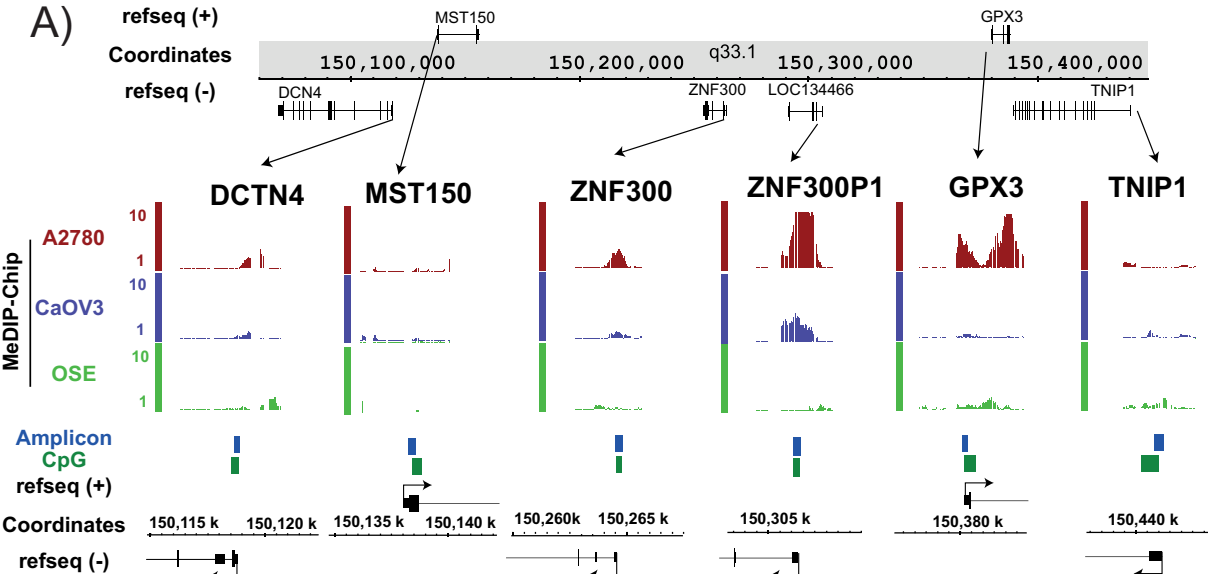 A)
refseq (+) MST150 GPX3
Coordinates q33.1
150,100,000 150,200,000 150,300,000 150,400,000
refseq (-) DCN4 ZNF300 LOC134466 TNIP1
DCTN4 MST150 ZNF300 ZNF300P1 GPX3 TNIP1
MeDIP-Chip
10
A2780
1
10
CaOV3
1
10
OSE
1
Amplicon
CpG
refseq (+)
Coordinates 150,115 k 150,120 k 150,135 k 150,140 k 150,260k 150,265 k 150,305 k 150,380 k 150,440 k
refseq (-)